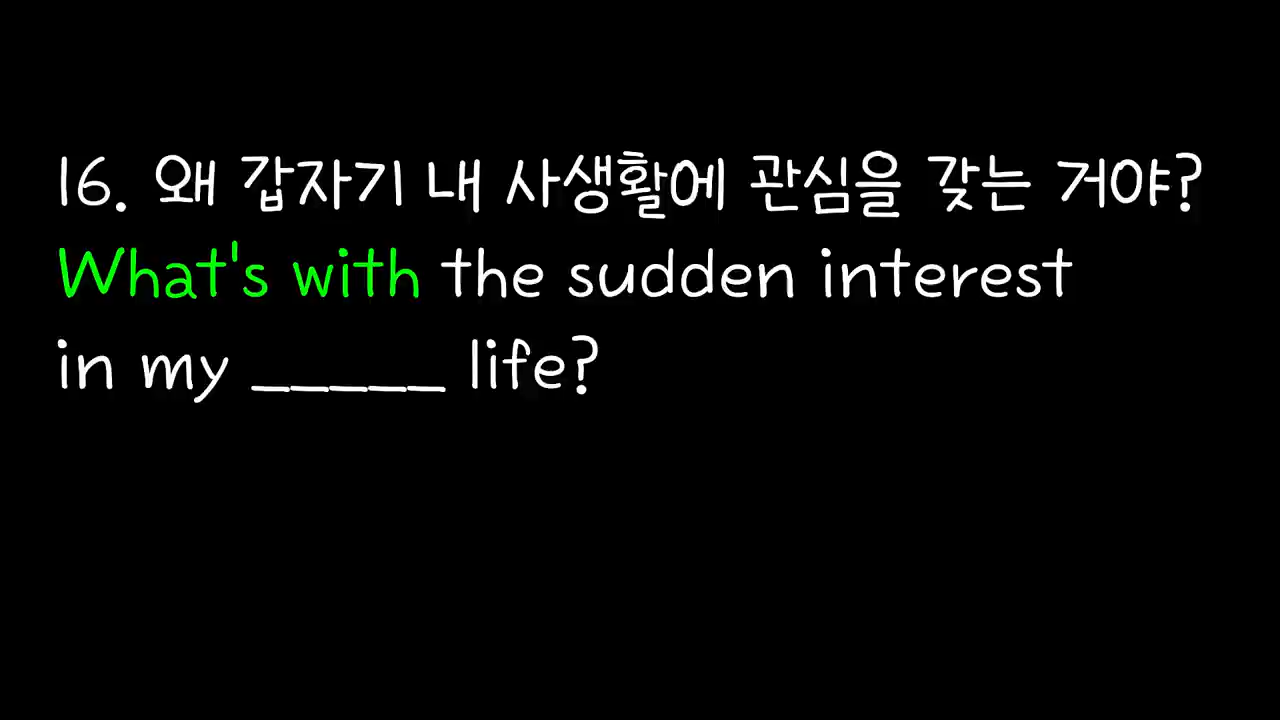 16. 왜 갑자기 내 사생활에 관심을 갖는 거야?
What's with the sudden interest
in my _____ life?